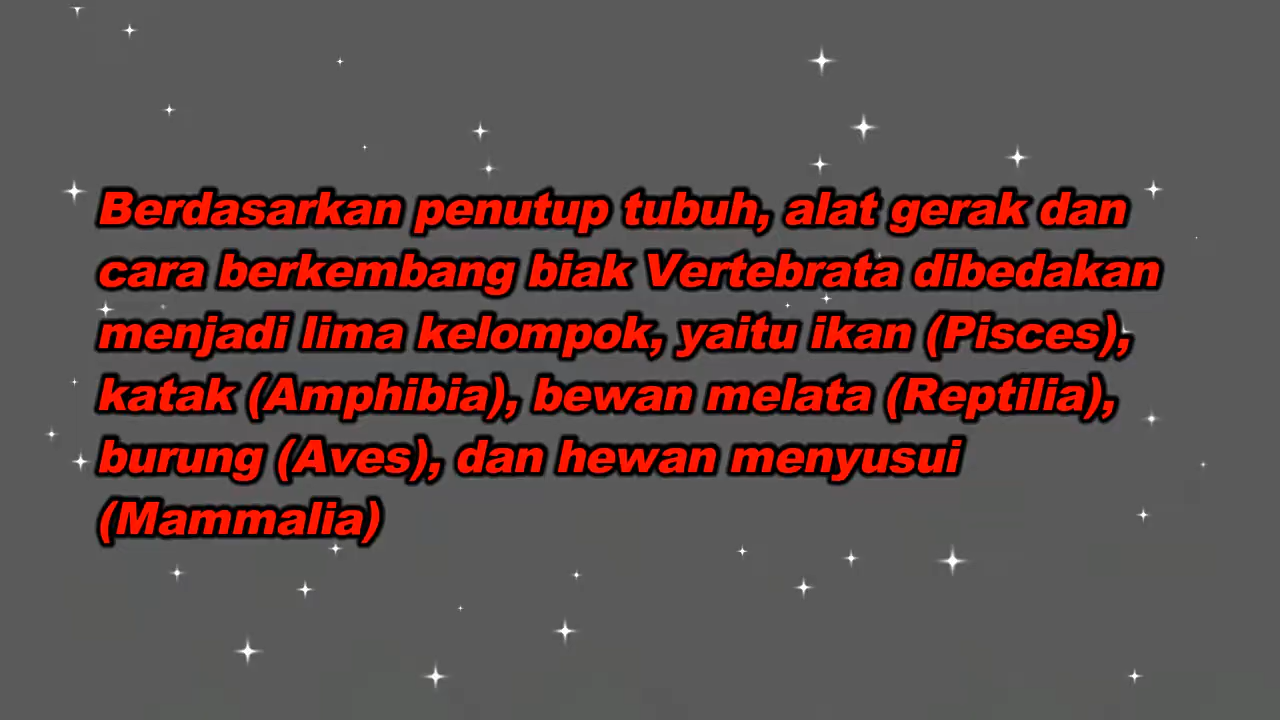 Berdasarkan penutup tubuh, alat gerak dan
cara berkembang biak Vertebrata dibedakan
menjadi lima kelompok, yaitu ikan (Pisces),
katak (Amphibia), bewan melata (Reptilia),
burung (Aves), dan hewan menyusui
(Mammalia)